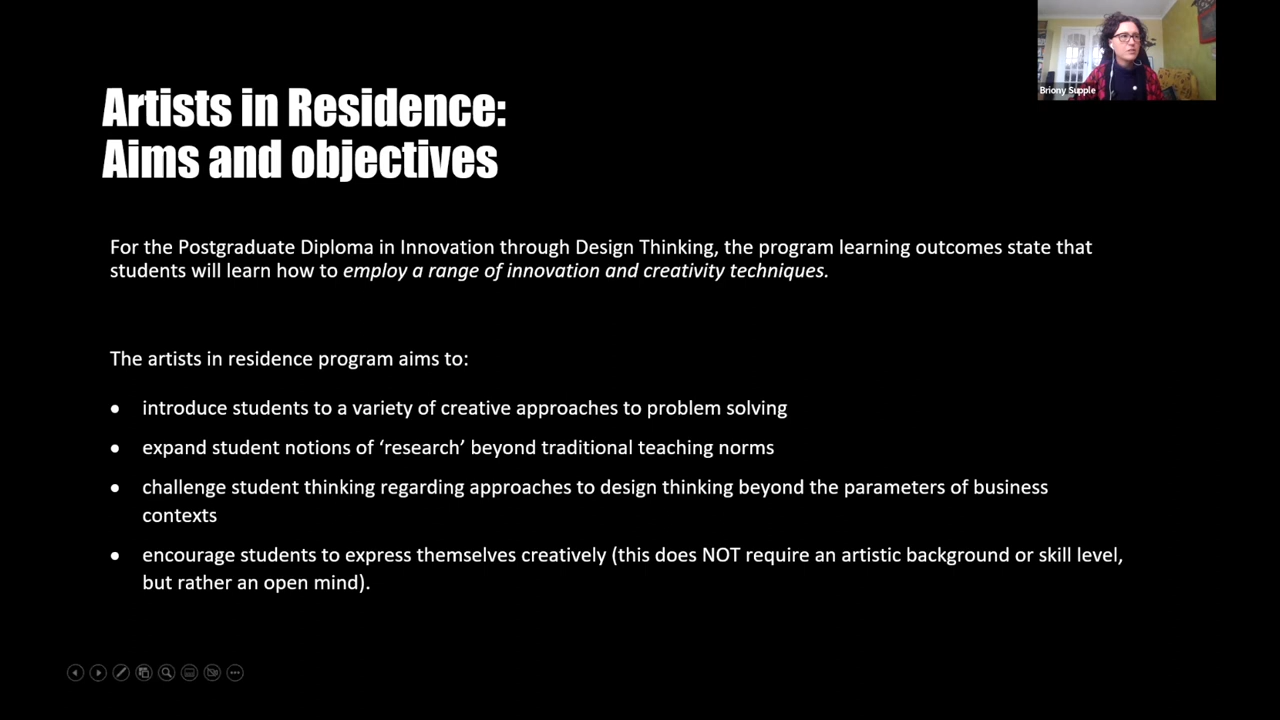 Briony Supple
Artists in Residence:
Aims and objectives
For the Postgraduate Diploma in Innovation through Design Thinking, the program learning outcomes state that
students will learn how to employ a range of innovation and creativity techniques.
The artists in residence program aims to:
• introduce students to a variety of creative approaches to problem solving
• expand student notions of ‘research’ beyond traditional teaching norms
• challenge student thinking regarding approaches to design thinking beyond the parameters of business
contexts
• encourage students to express themselves creatively (this does NOT require an artistic background or skill level,
but rather an open mind).